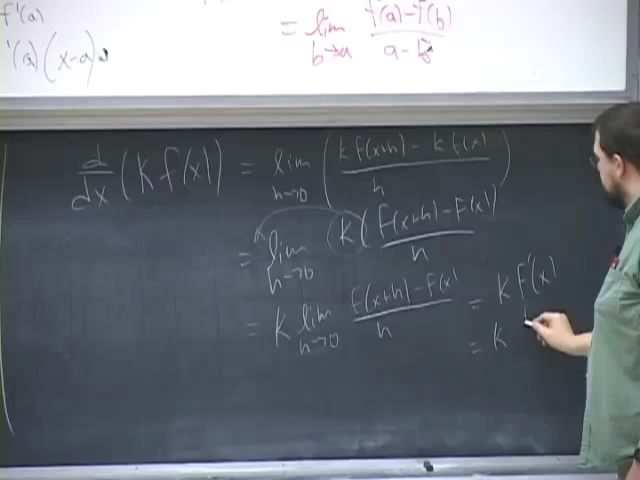 f'(a)
'(a)(x-a)
= lim b→a f(a)-f(b) / a-b
d/dx (k f(x)) = lim h→0 ( k f(x+h) - k f(x) / h )
= lim h→0 k ( f(x+h) - f(x) ) / h
= k lim h→0 f(x+h) - f(x) / h = k f'(x)
= k